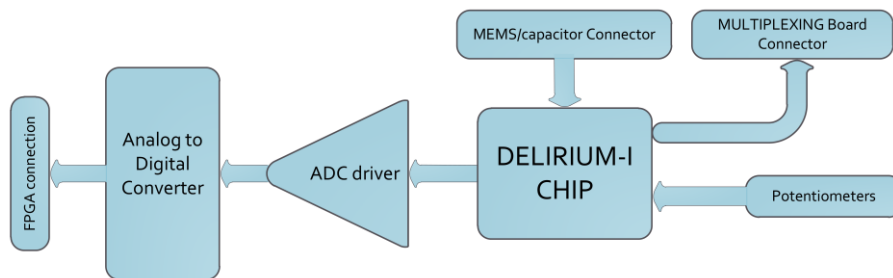 MEMS/capacitor Connector
MULTIPLEXING Board
Connector
FPGA connection
Analog to
Digital
Converter
ADC driver
DELIRIUM-I
CHIP
Potentiometers